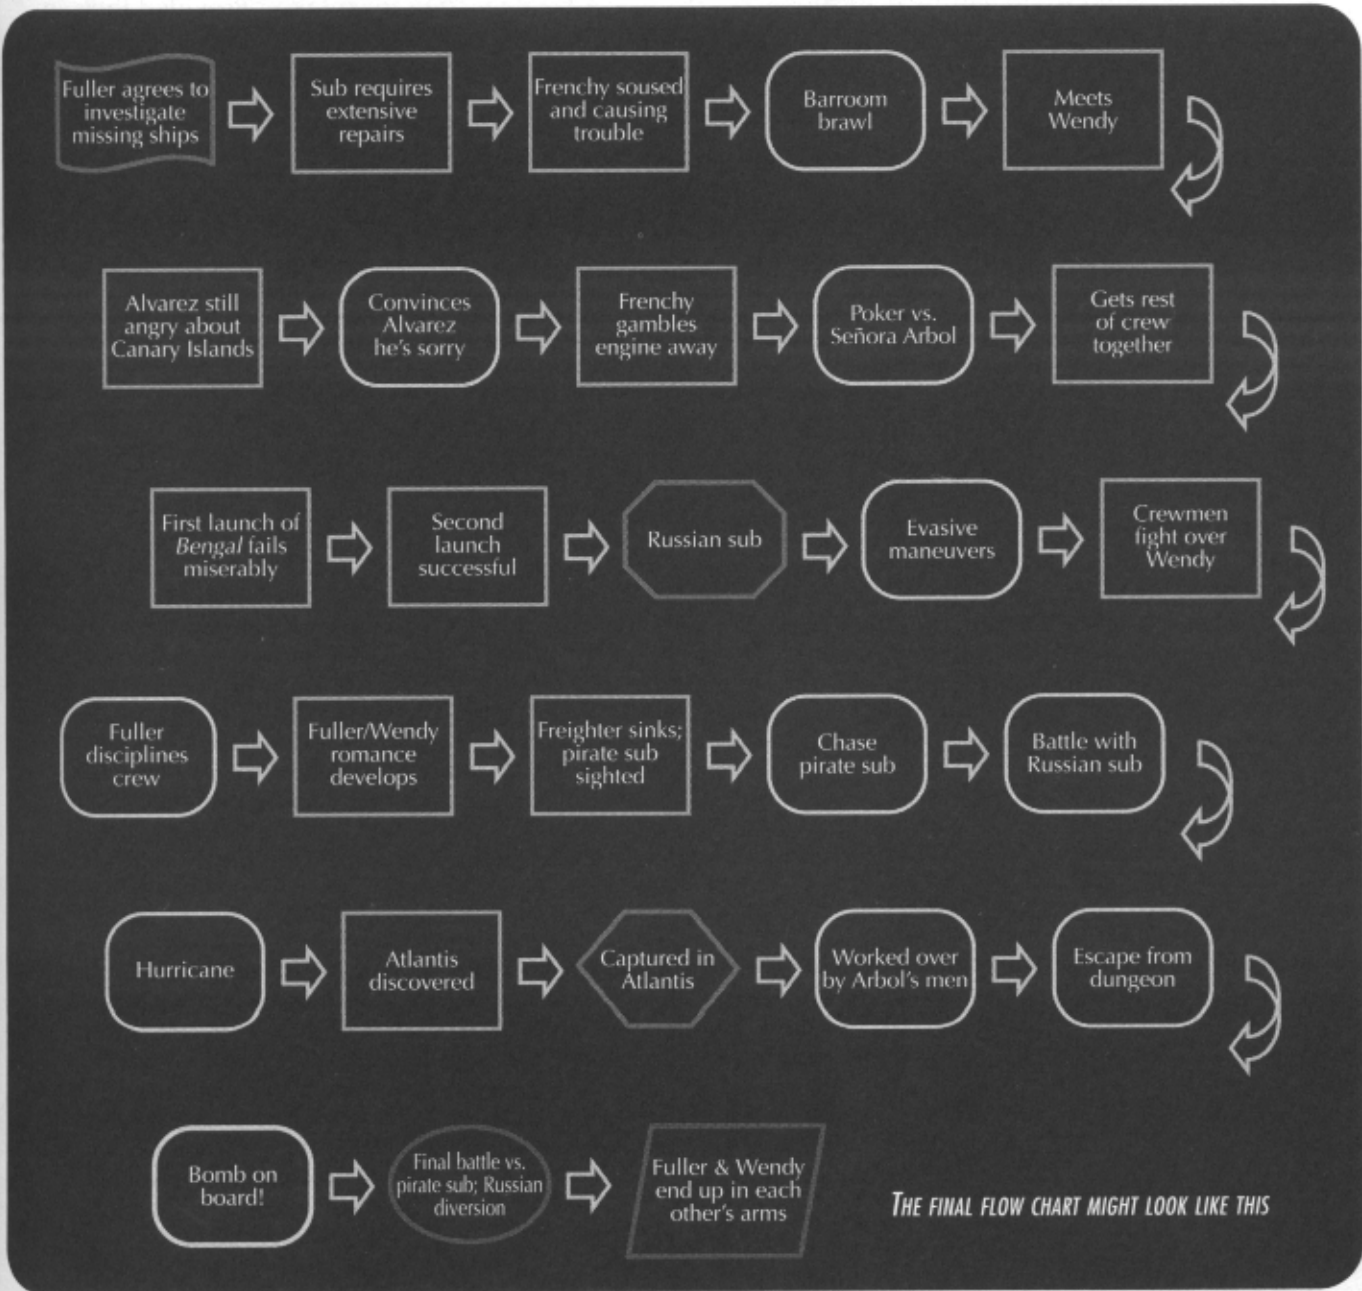 Fuller agrees to
investigate
missing ships
Sub requires
extensive
repairs
Frenchy soused
and causing
trouble
Barroom
brawl
Meets
Wendy
Alvarez still
angry about
Canary Islands
Convinces
Alvarez
he's sorry
Frenchy
gambles
engine away
Poker vs.
Señora Arbol
Gets rest
of crew
together
First launch of
Bengal fails
miserably
Second
launch
successful
Russian sub
Evasive
maneuvers
Crewmen
fight over
Wendy
Fuller
disciplines
crew
Fuller/Wendy
romance
develops
Freighter sinks;
pirate sub
sighted
Chase
pirate sub
Battle with
Russian sub
Hurricane
Atlantis
discovered
Captured in
Atlantis
Worked over
by Arbol's men
Escape from
dungeon
Bomb on
board!
Final battle vs.
pirate sub; Russian
diversion
Fuller & Wendy
end up in each
other's arms
THE FINAL FLOW CHART MIGHT LOOK LIKE THIS